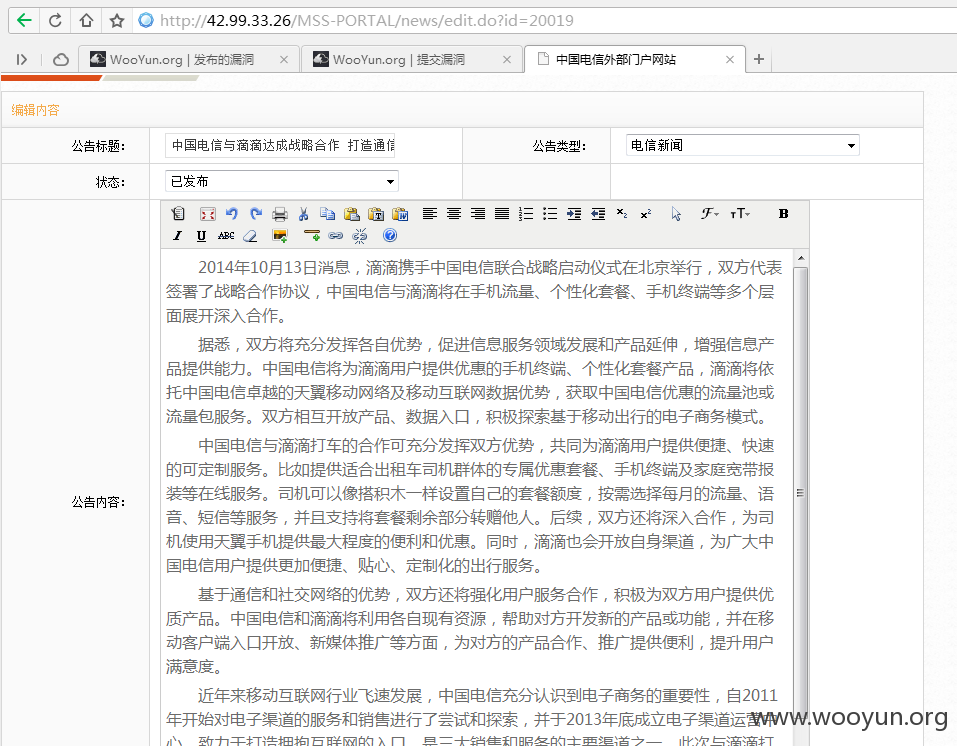 http://42.99.33.26/MSS-PORTAL/news/edit.do?id=20019
WooYun.org | 发布的漏洞
WooYun.org | 提交漏洞
中国电信外部门户网站
编辑内容
公告标题： 中国电信与滴滴达成战略合作 打造通信 公告类型： 电信新闻
状态： 已发布
2014年10月13日消息，滴滴携手中国电信联合战略启动仪式在北京举行，双方代表
签署了战略合作协议，中国电信与滴滴将在手机流量、个性化套餐、手机终端等多个层
面展开深入合作。
据悉，双方将充分发挥各自优势，促进信息服务领域发展和产品延伸，增强信息产
品提供能力。中国电信将为滴滴用户提供优惠的手机终端、个性化套餐产品，滴滴将依
托中国电信卓越的天翼移动网络及移动互联网数据优势，获取中国电信优惠的流量池或
流量包服务。双方相互开放产品、数据入口，积极探索基于移动出行的电子商务模式。
中国电信与滴滴打车的合作可充分发挥双方优势，共同为滴滴用户提供便捷、快速
的可定制服务。比如提供适合出租车司机群体的专属优惠套餐、手机终端及家庭宽带报
装等在线服务。司机可以像搭积木一样设置自己的套餐额度，按需选择每月的流量、语
公告内容：
音、短信等服务，并且支持将套餐剩余部分转赠他人。后续，双方还将深入合作，为司
机使用天翼手机提供最大程度的便利和优惠。同时，滴滴也会开放自身渠道，为广大中
国电信用户提供更加便捷、贴心、定制化的出行服务。
基于通信和社交网络的优势，双方还将强化用户服务合作，积极为双方用户提供优
质产品。中国电信和滴滴将利用各自现有资源，帮助对方开发新的产品或功能，并在移
动客户端入口开放、新媒体推广等方面，为对方的产品合作、推广提供便利，提升用户
满意度。
近年来移动互联网行业飞速发展，中国电信充分认识到电子商务的重要性，自2011
年开始对电子渠道的服务和销售进行了尝试和探索，并于2013年底成立电子渠道运营中
心，致力于打造拥抱互联网的入口，是三大销售和服务的主要渠道之一。此次与滴滴打
www.wooyun.org